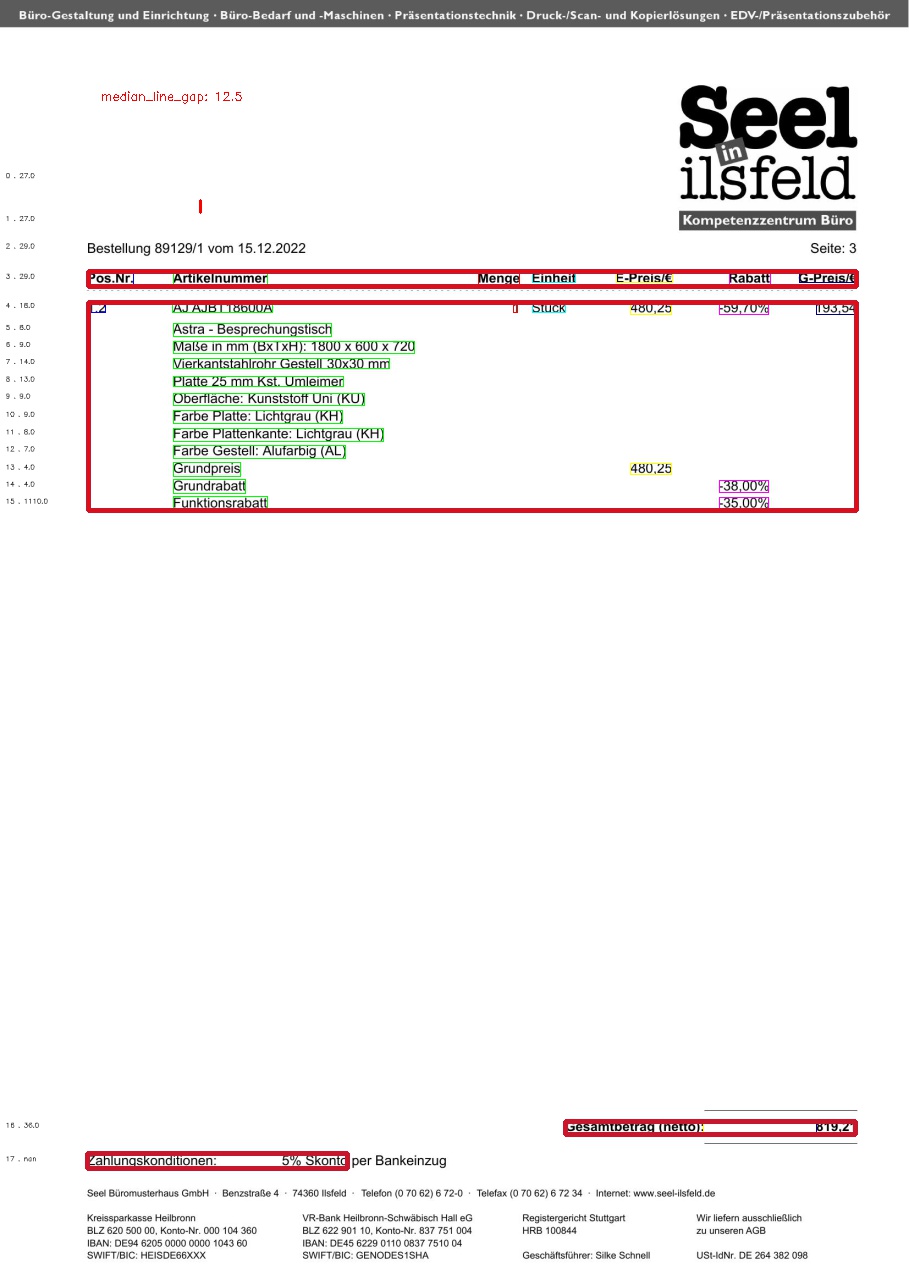 Büro-Gestaltung und Einrichtung · Büro-Bedarf und -Maschinen · Präsentationstechnik · Druck-/Scan- und Kopierlösungen · EDV-/Präsentationszubehör
median_line_gap: 12.5
Seel
in
ilsfeld
Kompetenzzentrum Büro
0 . 27.0
1 . 27.0
2 . 29.0 Bestellung 89129/1 vom 15.12.2022 Seite: 3
3 . 29.0 Pos.Nr. Artikelnummer Menge Einheit E-Preis/€ Rabatt G-Preis/€
4 . 18.0 AJ AJBT18600A Stück 480,25 -59,70% 193,54
5 . 8.0 Astra - Besprechungstisch
6 . 9.0 Maße in mm (BxTxH): 1800 x 600 x 720
7 . 14.0 Vierkantstahlrohr Gestell 30x30 mm
8 . 13.0 Platte 25 mm Kst. Umleimer
9 . 9.0 Oberfläche: Kunststoff Uni (KU)
10 . 9.0 Farbe Platte: Lichtgrau (KH)
11 . 8.0 Farbe Plattenkante: Lichtgrau (KH)
12 . 7.0 Farbe Gestell: Alufarbig (AL)
13 . 4.0 Grundpreis 480,25
14 . 4.0 Grundrabatt -38,00%
15 . 1110.0 Funktionsrabatt -35,00%
16 . 36.0 Gesamtbetrag (netto): 819,21
17 . nan Zahlungskonditionen: 5% Skonto per Bankeinzug
Seel Büromusterhaus GmbH · Benzstraße 4 · 74360 Ilsfeld · Telefon (0 70 62) 6 72-0 · Telefax (0 70 62) 6 72 34 · Internet: www.seel-ilsfeld.de
Kreissparkasse Heilbronn VR-Bank Heilbronn-Schwäbisch Hall eG Registergericht Stuttgart Wir liefern ausschließlich
BLZ 620 500 00, Konto-Nr. 000 104 360 BLZ 622 901 10, Konto-Nr. 837 751 004 HRB 100844 zu unseren AGB
IBAN: DE94 6205 0000 0000 1043 60 IBAN: DE45 6229 0110 0837 7510 04
SWIFT/BIC: HEISDE66XXX SWIFT/BIC: GENODES1SHA Geschäftsführer: Silke Schnell USt-IdNr. DE 264 382 098